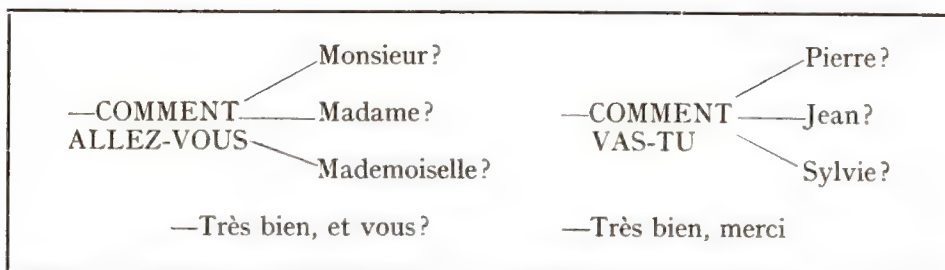 Monsieur?
—COMMENT Madame?
ALLEZ-VOUS
Mademoiselle?
—Très bien, et vous?
Pierre?
—COMMENT Jean?
VAS-TU
Sylvie?
—Très bien, merci